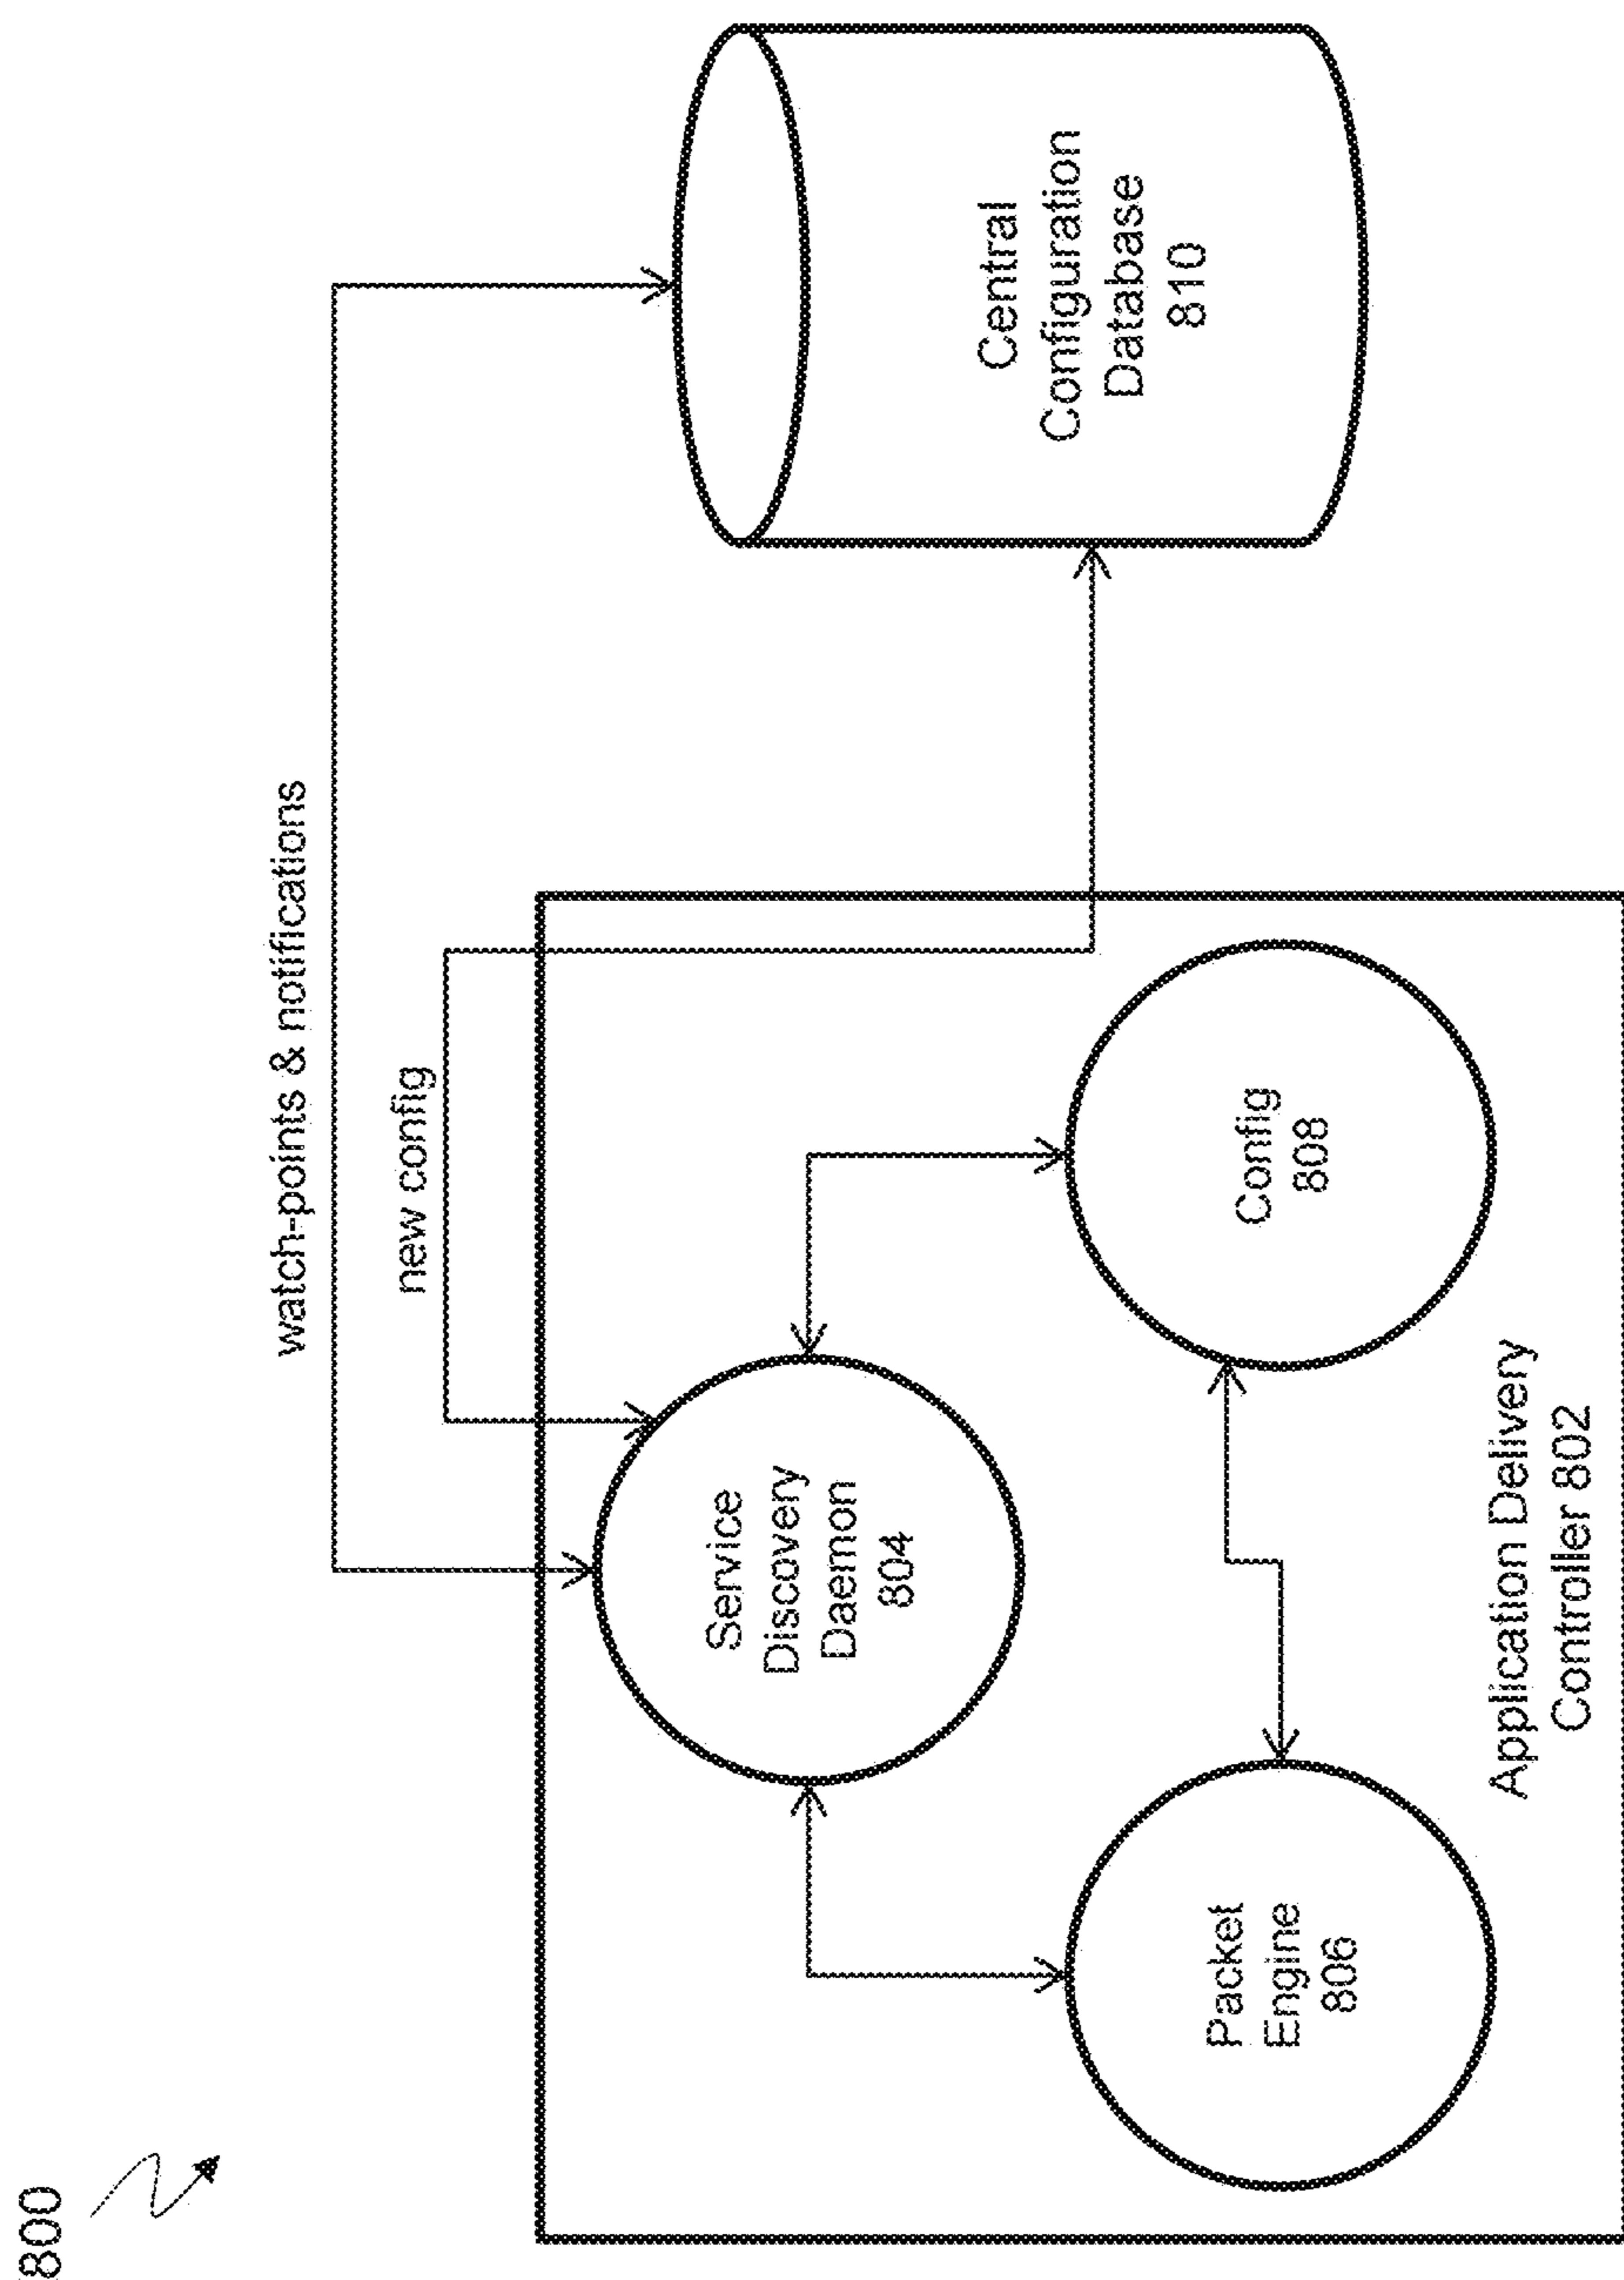 800
watch-points & notifications
new config
Service
Discovery
Daemon
804
Packet
Engine
806
Config
808
Application Delivery
Controller 802
Central
Configuration
Database
810